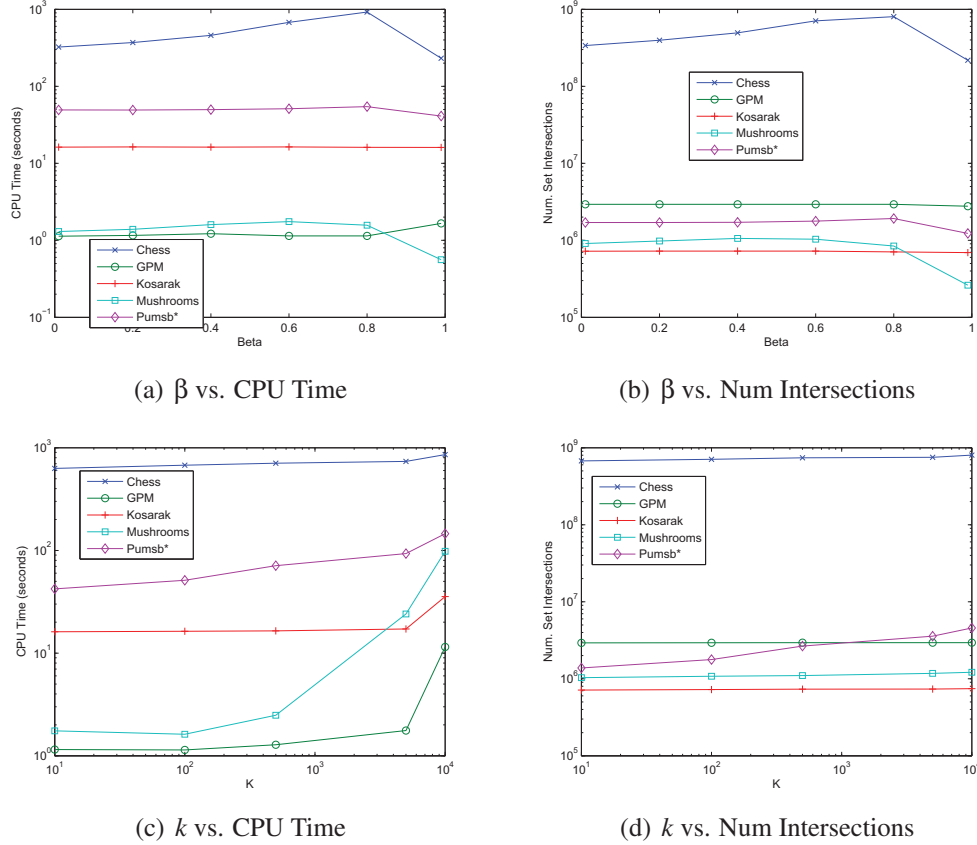 10^3
10^2
10^1
10^0
10^-1
CPU Time (seconds)
0
0.2
0.4
0.6
0.8
1
Beta
Chess
GPM
Kosarak
Mushrooms
Pumsb*
(a) β vs. CPU Time
10^9
10^8
10^7
10^6
10^5
Num. Set Intersections
0
0.2
0.4
0.6
0.8
1
Beta
Chess
GPM
Kosarak
Mushrooms
Pumsb*
(b) β vs. Num Intersections
10^3
10^2
10^1
10^0
CPU Time (seconds)
10^1
10^2
10^3
10^4
K
Chess
GPM
Kosarak
Mushrooms
Pumsb*
(c) k vs. CPU Time
10^9
10^8
10^7
10^6
10^5
Num. Set Intersections
10^1
10^2
10^3
10^4
K
Chess
GPM
Kosarak
Mushrooms
Pumsb*
(d) k vs. Num Intersections